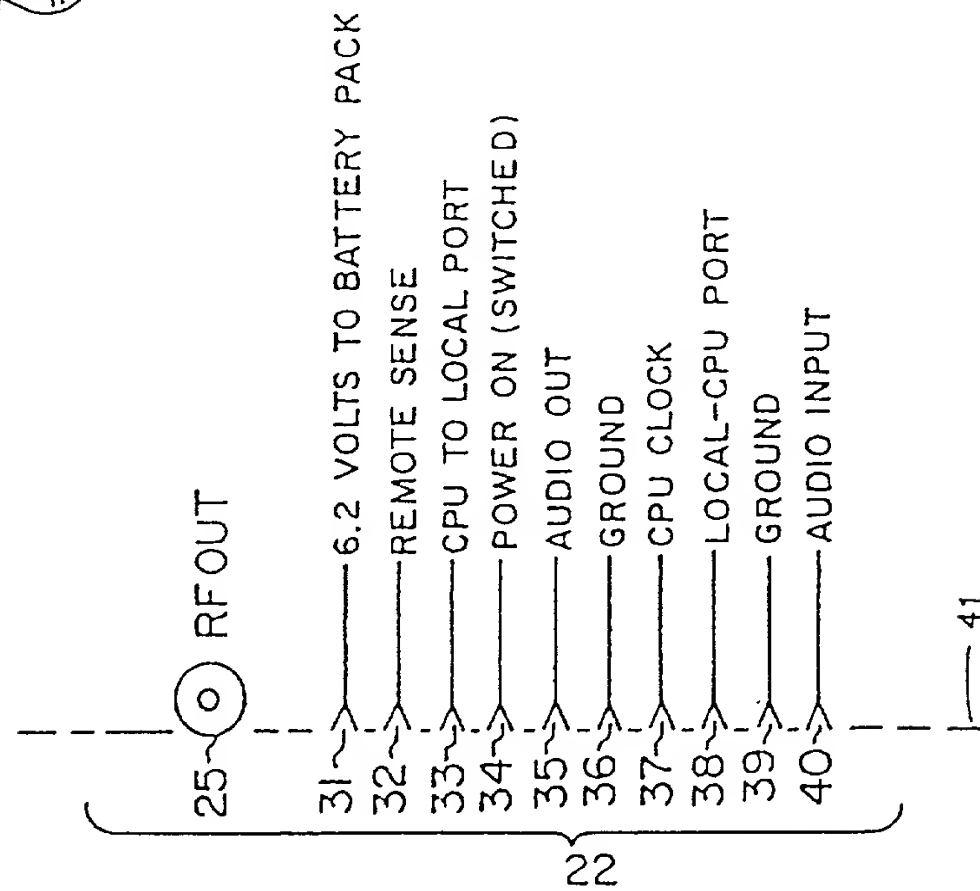 25 RF OUT
31 6.2 VOLTS TO BATTERY PACK
32 REMOTE SENSE
33 CPU TO LOCAL PORT
34 POWER ON (SWITCHED)
35 AUDIO OUT
36 GROUND
37 CPU CLOCK
38 LOCAL-CPU PORT
39 GROUND
40 AUDIO INPUT
22
41